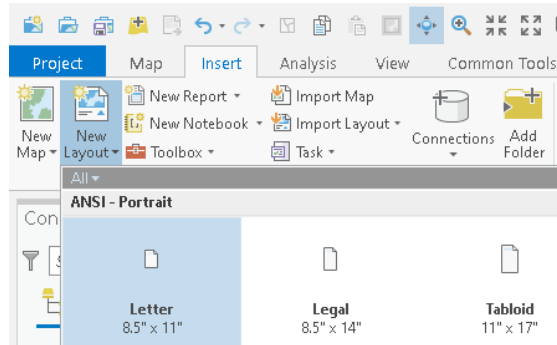 Project Map Insert Analysis View Common Tools
New Report Import Map
New Notebook Import Layout
Toolbox Task
New Map New Layout Connections Add Folder
All
ANSI - Portrait
Con
Letter Legal Tabloid
8.5" x 11" 8.5" x 14" 11" x 17"